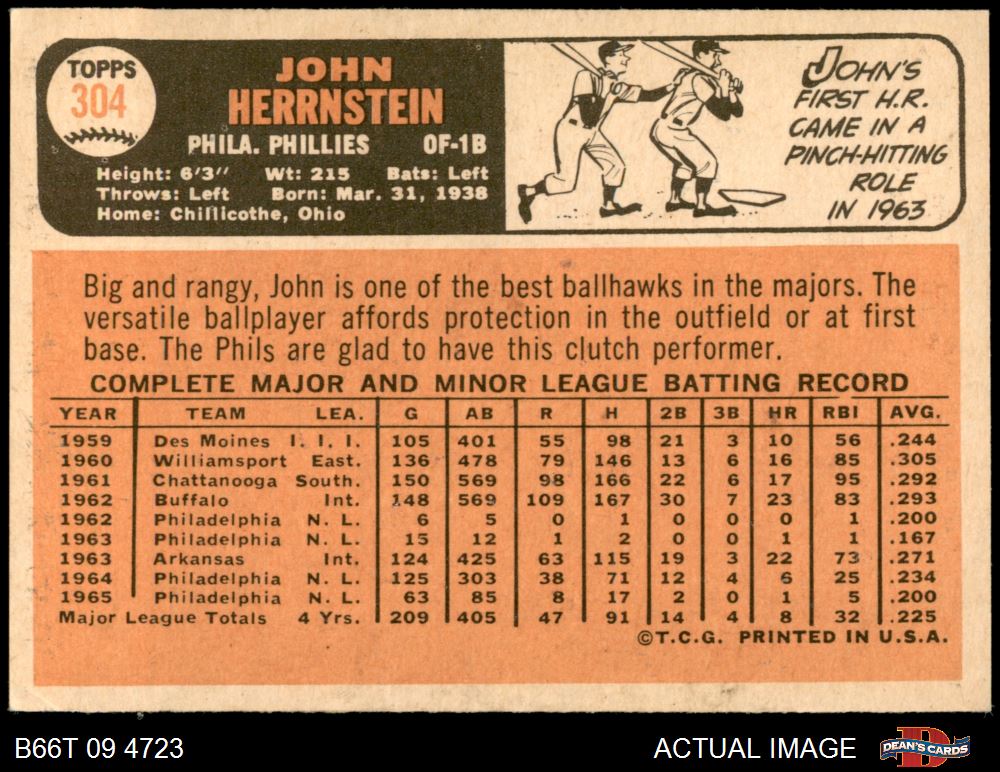 TOPPS
304
JOHN
HERRNSTEIN
PHILA. PHILLIES OF-1B
Height: 6'3" Wt: 215 Bats: Left
Throws: Left Born: Mar. 31, 1938
Home: Chillicothe, Ohio
JOHN'S
FIRST H.R.
CAME IN A
PINCH-HITTING
ROLE
IN 1963
Big and rangy, John is one of the best ballhawks in the majors. The
versatile ballplayer affords protection in the outfield or at first
base. The Phils are glad to have this clutch performer.
COMPLETE MAJOR AND MINOR LEAGUE BATTING RECORD
YEAR TEAM LEA. G AB R H 2B 3B HR RBI AVG.
1959 Des Moines I. I. I. 105 401 55 98 21 3 10 56 .244
1960 Williamsport East. 136 478 79 146 13 6 16 85 .305
1961 Chattanooga South. 150 569 98 166 22 6 17 95 .292
1962 Buffalo Int. 148 569 109 167 30 7 23 83 .293
1962 Philadelphia N. L. 6 5 0 1 0 0 0 1 .200
1963 Philadelphia N. L. 15 12 1 2 0 0 1 1 .167
1963 Arkansas Int. 124 425 63 115 19 3 22 73 .271
1964 Philadelphia N. L. 125 303 38 71 12 4 6 25 .234
1965 Philadelphia N. L. 63 85 8 17 2 0 1 5 .200
Major League Totals 4 Yrs. 209 405 47 91 14 4 8 32 .225
©T.C.G. PRINTED IN U.S.A.
B66T 09 4723
ACTUAL IMAGE
DEAN'S CARDS